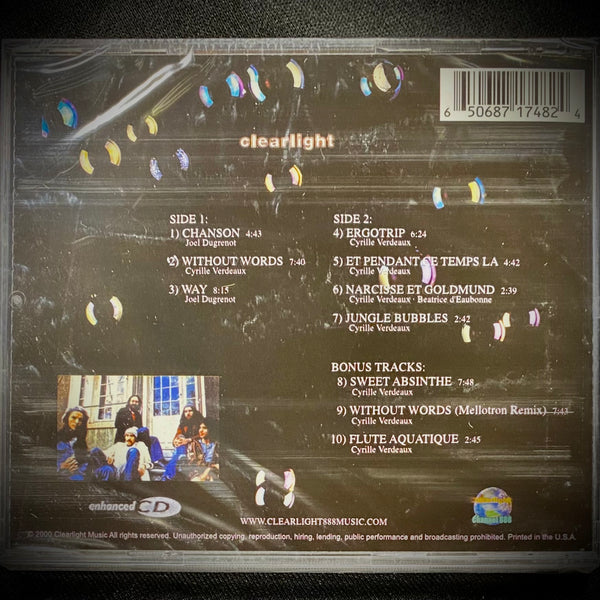 6 50687 17482 4
clearlight
SIDE 1:
1) CHANSON 4:43
Joel Dugrenot
2) WITHOUT WORDS 7:40
Cyrille Verdeaux
3) WAY 8:15
Joel Dugrenot
SIDE 2:
4) ERGOTRIP 6:24
Cyrille Verdeaux
5) ET PENDANT CE TEMPS LA 4:42
Cyrille Verdeaux
6) NARCISSE ET GOLDMUND 2:39
Cyrille Verdeaux · Beatrice d'Eaubonne
7) JUNGLE BUBBLES 2:42
Cyrille Verdeaux
BONUS TRACKS:
8) SWEET ABSINTHE 7:48
Cyrille Verdeaux
9) WITHOUT WORDS (Mellotron Remix) 7:43
Cyrille Verdeaux
10) FLUTE AQUATIQUE 2:45
Cyrille Verdeaux
enhanced CD
WWW.CLEARLIGHT888MUSIC.COM
Channel 888
© 2000 Clearlight Music All rights reserved. Unauthorized copying, reproduction, hiring, lending, public performance and broadcasting prohibited. Printed in the U.S.A.